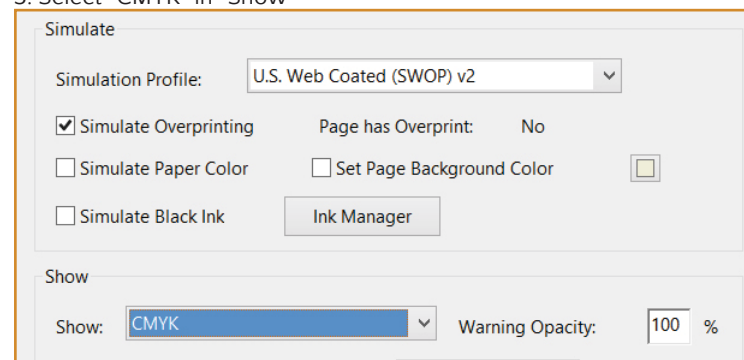 3. Select "CMYK" in "Show"
Simulate
Simulation Profile: U.S. Web Coated (SWOP) v2
Simulate Overprinting Page has Overprint: No
Simulate Paper Color Set Page Background Color
Simulate Black Ink Ink Manager
Show
Show: CMYK Warning Opacity: 100 %